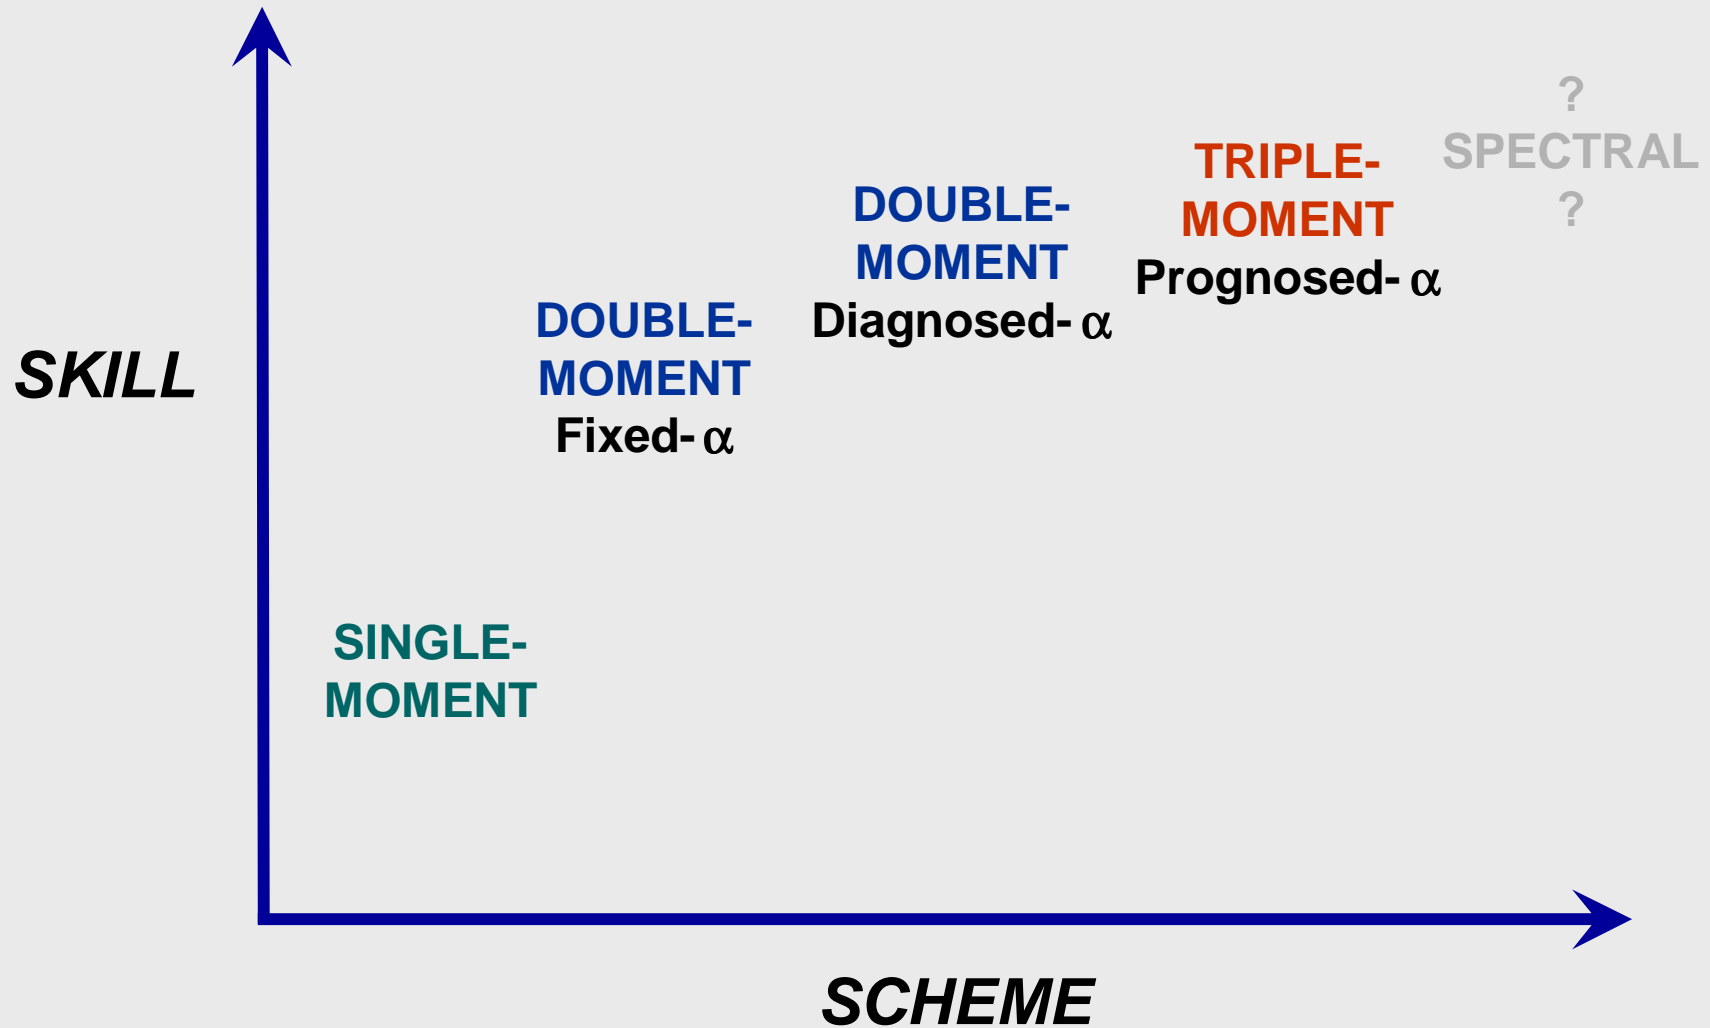 ?
SPECTRAL
?
TRIPLE-
MOMENT
Prognosed- α
DOUBLE-
MOMENT
Diagnosed- α
DOUBLE-
MOMENT
Fixed- α
SKILL
SINGLE-
MOMENT
SCHEME